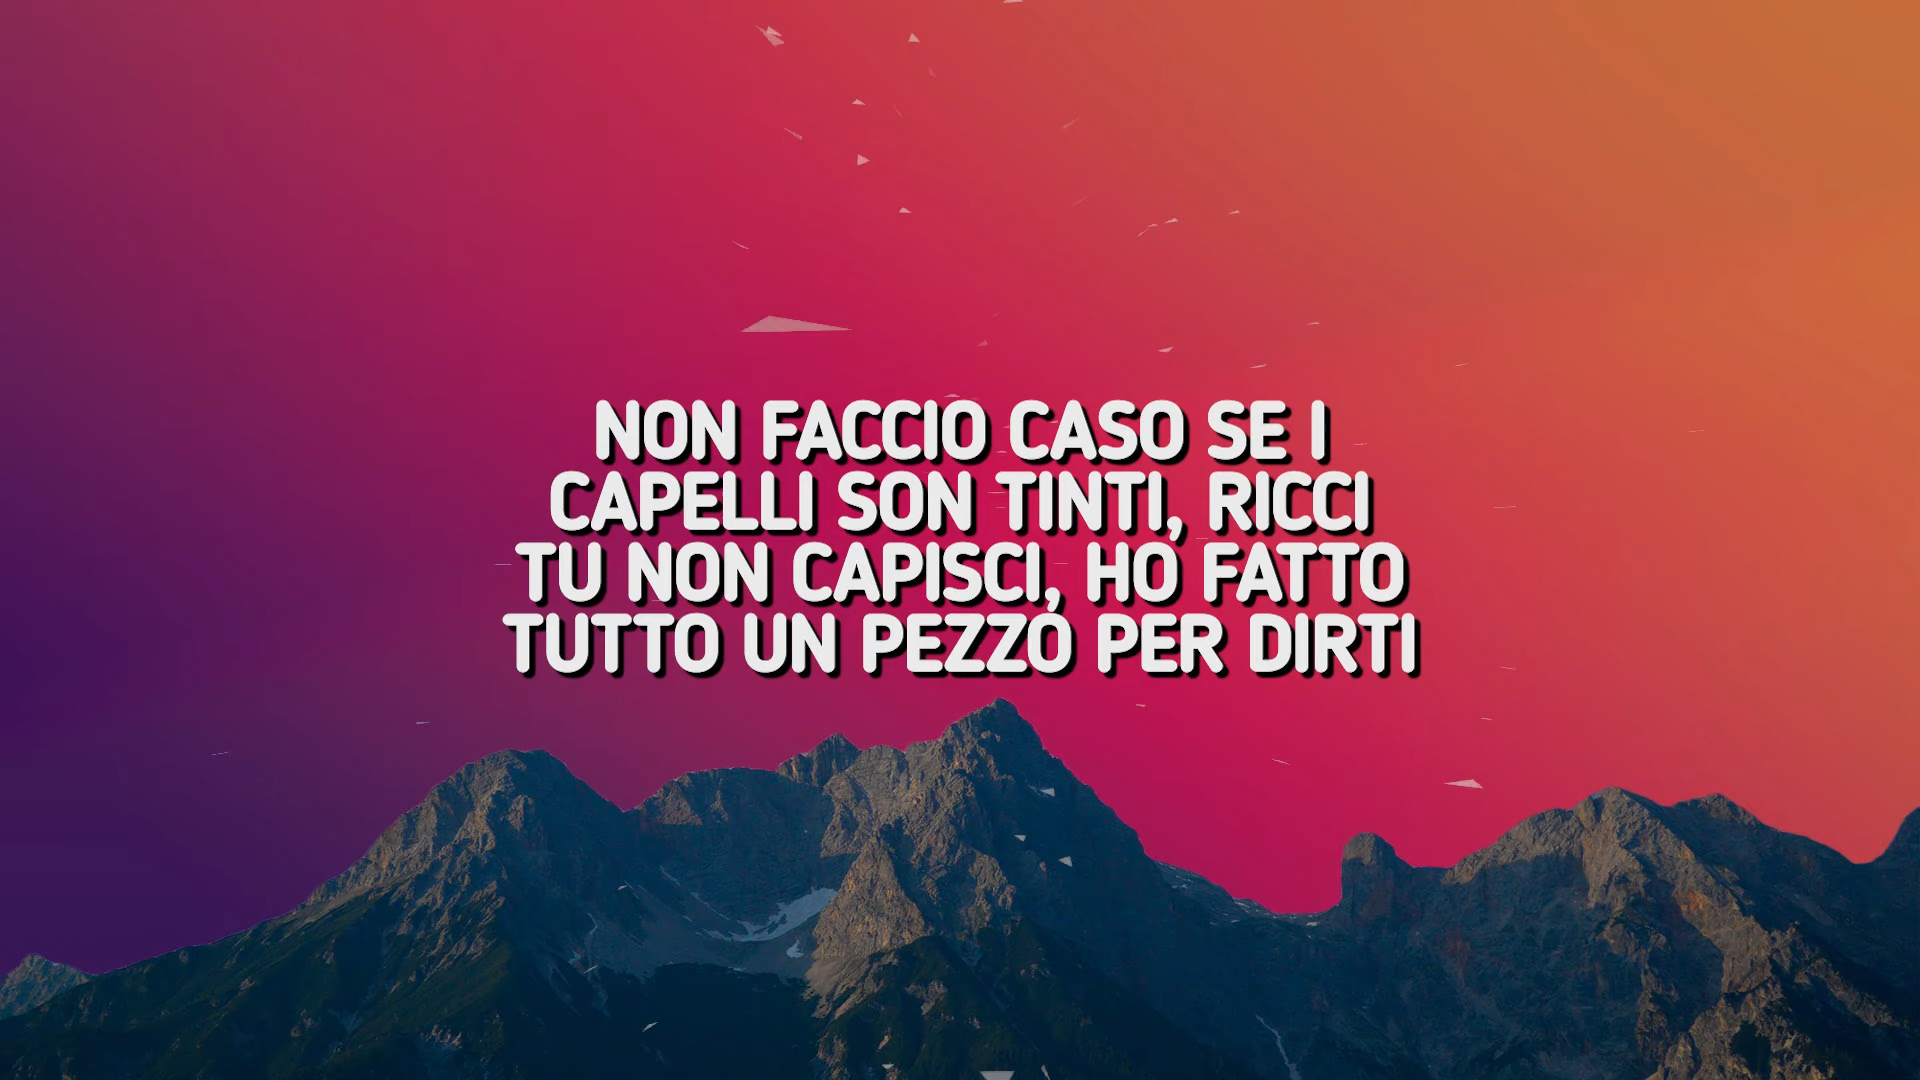 NON FACCIO CASO SE I
CAPELLI SON TINTI, RICCI
TU NON CAPISCI, HO FATTO
TUTTO UN PEZZO PER DIRTI